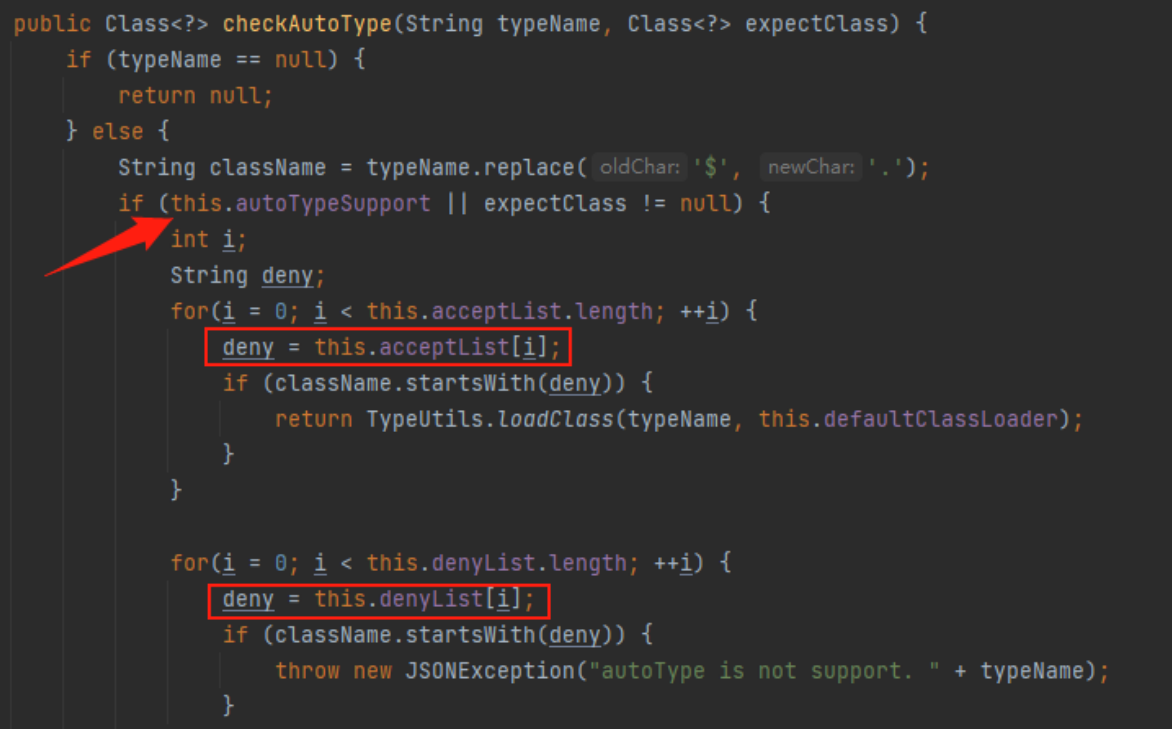 public Class<?> checkAutoType(String typeName, Class<?> expectClass) {
if (typeName == null) {
return null;
} else {
String className = typeName.replace( oldChar: '$', newChar: '.');
if (this.autoTypeSupport || expectClass != null) {
int i;
String deny;
for(i = 0; i < this.acceptList.length; ++i) {
deny = this.acceptList[i];
if (className.startsWith(deny)) {
return TypeUtils.loadClass(typeName, this.defaultClassLoader);
}
}
for(i = 0; i < this.denyList.length; ++i) {
deny = this.denyList[i];
if (className.startsWith(deny)) {
throw new JSONException("autoType is not support. " + typeName);
}